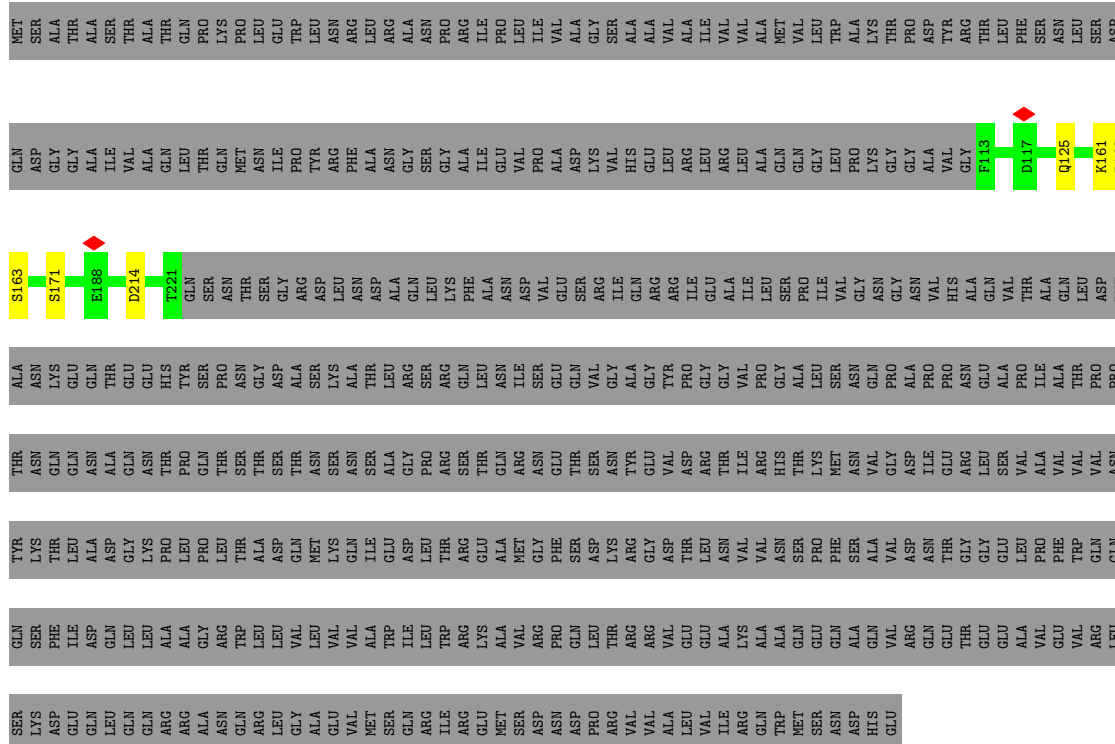 MET SER ALA THR ALA SER THR ALA THR GLN PRO LYS PRO LEU GLU TRP LEU ASN ARG LEU ARG ALA ASN PRO ARG ILE PRO LEU ILE VAL ALA GLY SER ALA ALA VAL ALA ILE VAL VAL ALA MET VAL LEU TRP ALA LYS THR PRO ASP TYR ARG THR LEU PHE SER ASN LEU SER ASP
GLN ASP GLY GLY ALA ILE VAL ALA GLN LEU THR GLN MET ASN ILE PRO TYR ARG PHE ALA ASN GLY SER GLY ALA ILE GLU VAL PRO ALA ASP LYS VAL HIS GLU LEU ARG LEU ARG LEU ALA GLN GLN GLY LEU PRO LYS GLY GLY ALA VAL GLY F113 D117 Q125 K161
S163 S171 E188 D214 T221 GLN SER ASN THR SER GLY ARG ASP LEU ASN ASP ALA GLN LEU LYS PHE ALA ASN ASP VAL GLU SER ARG ILE GLN ARG ARG ILE GLU ALA ILE LEU SER PRO ILE VAL GLY ASN GLY ASN VAL HIS ALA GLN VAL THR ALA GLN LEU ASP
ALA ASN LYS GLU GLN THR GLU GLU HIS TYR SER PRO ASN GLY ASP ALA SER LYS ALA THR LEU ARG SER ARG GLN LEU ASN ILE SER GLU GLN VAL GLY ALA GLY TYR PRO GLY GLY VAL PRO GLY ALA LEU SER ASN GLN PRO ALA PRO PRO ASN GLU ALA PRO ILE ALA THR PRO PRO
THR ASN GLN GLN ASN ALA GLN ASN THR PRO GLN THR SER THR SER THR ASN SER ASN SER ALA GLY PRO ARG SER THR GLN ARG ASN GLU THR SER ASN TYR GLU VAL ASP ARG THR ILE ARG HIS THR LYS MET ASN VAL GLY ASP ILE GLU ARG LEU SER VAL ALA VAL VAL VAL ASN
TYR LYS THR LEU ALA ASP GLY LYS PRO LEU PRO LEU THR ALA ASP GLN MET LYS GLN ILE GLU ASP LEU THR ARG GLU ALA MET GLY PHE SER ASP LYS ARG GLY ASP THR LEU ASN VAL VAL ASN SER PRO PHE SER ALA VAL ASP ASN THR GLY GLY GLU LEU PRO PHE TRP GLN GLN
GLN SER PHE ILE ASP GLN LEU LEU ALA ALA GLY ARG TRP LEU LEU VAL LEU VAL VAL ALA TRP ILE LEU TRP ARG LYS ALA VAL ARG PRO GLN LEU THR ARG ARG VAL GLU GLU ALA LYS ALA ALA GLN GLU GLN ALA GLN VAL ARG GLN GLU THR GLU GLU ALA VAL GLU VAL ARG LEU
SER LYS ASP GLU GLN LEU GLN GLN ARG ARG ALA ASN GLN ARG LEU GLY ALA GLU VAL MET SER GLN ARG ILE ARG GLU MET SER ASP ASN ASP PRO ARG VAL VAL ALA LEU VAL ILE ARG GLN TRP MET SER ASN ASP HIS GLU